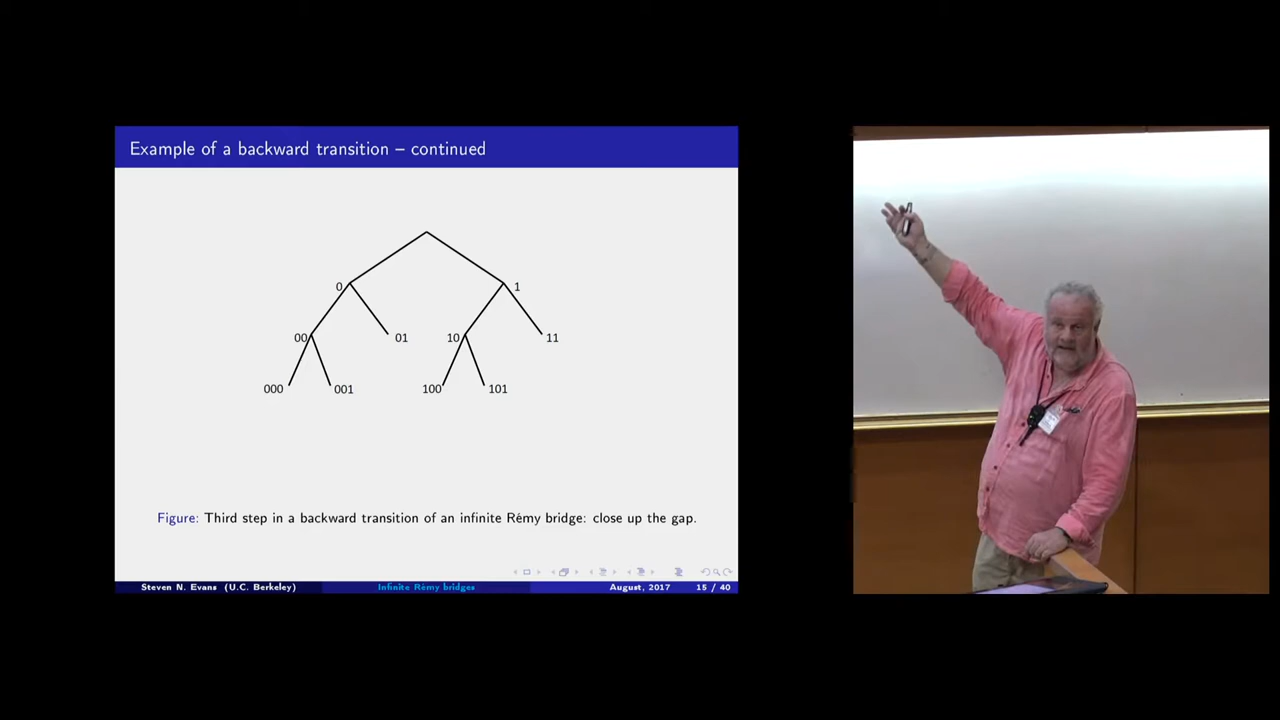 Example of a backward transition – continued
0
1
00
01
10
11
000
001
100
101
Figure: Third step in a backward transition of an infinite Rémy bridge: close up the gap.
Steven N. Evans (U.C. Berkeley)
Infinite Rémy bridges
August, 2017
15 / 40